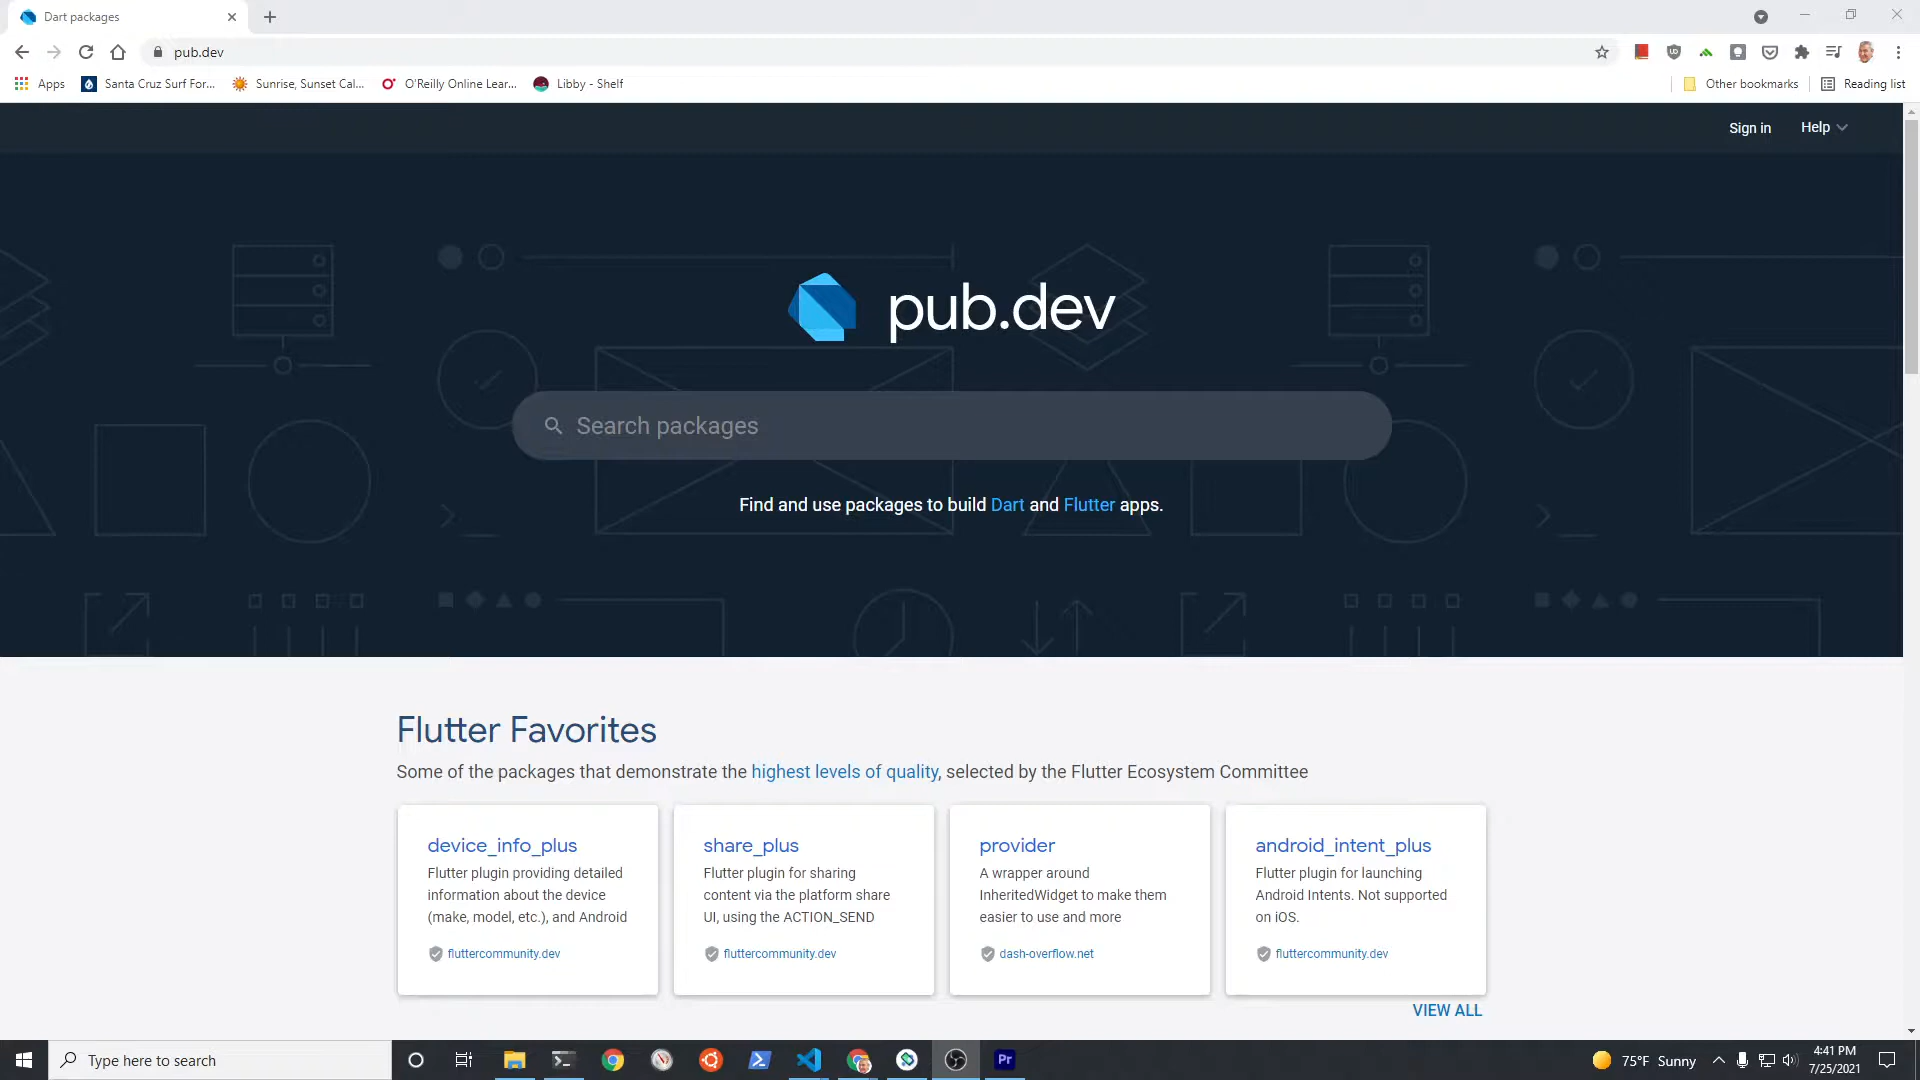 Dart packages
pub.dev
Apps
Santa Cruz Surf For...
Sunrise, Sunset Cal...
O'Reilly Online Lear...
Libby - Shelf
Other bookmarks
Reading list
Sign in
Help
pub.dev
Search packages
Find and use packages to build Dart and Flutter apps.
Flutter Favorites
Some of the packages that demonstrate the highest levels of quality, selected by the Flutter Ecosystem Committee
device_info_plus
Flutter plugin providing detailed
information about the device
(make, model, etc.), and Android
fluttercommunity.dev
share_plus
Flutter plugin for sharing
content via the platform share
UI, using the ACTION_SEND
fluttercommunity.dev
provider
A wrapper around
InheritedWidget to make them
easier to use and more
dash-overflow.net
android_intent_plus
Flutter plugin for launching
Android Intents. Not supported
on iOS.
fluttercommunity.dev
VIEW ALL
Type here to search
Pr
75°F Sunny
4:41 PM
7/25/2021